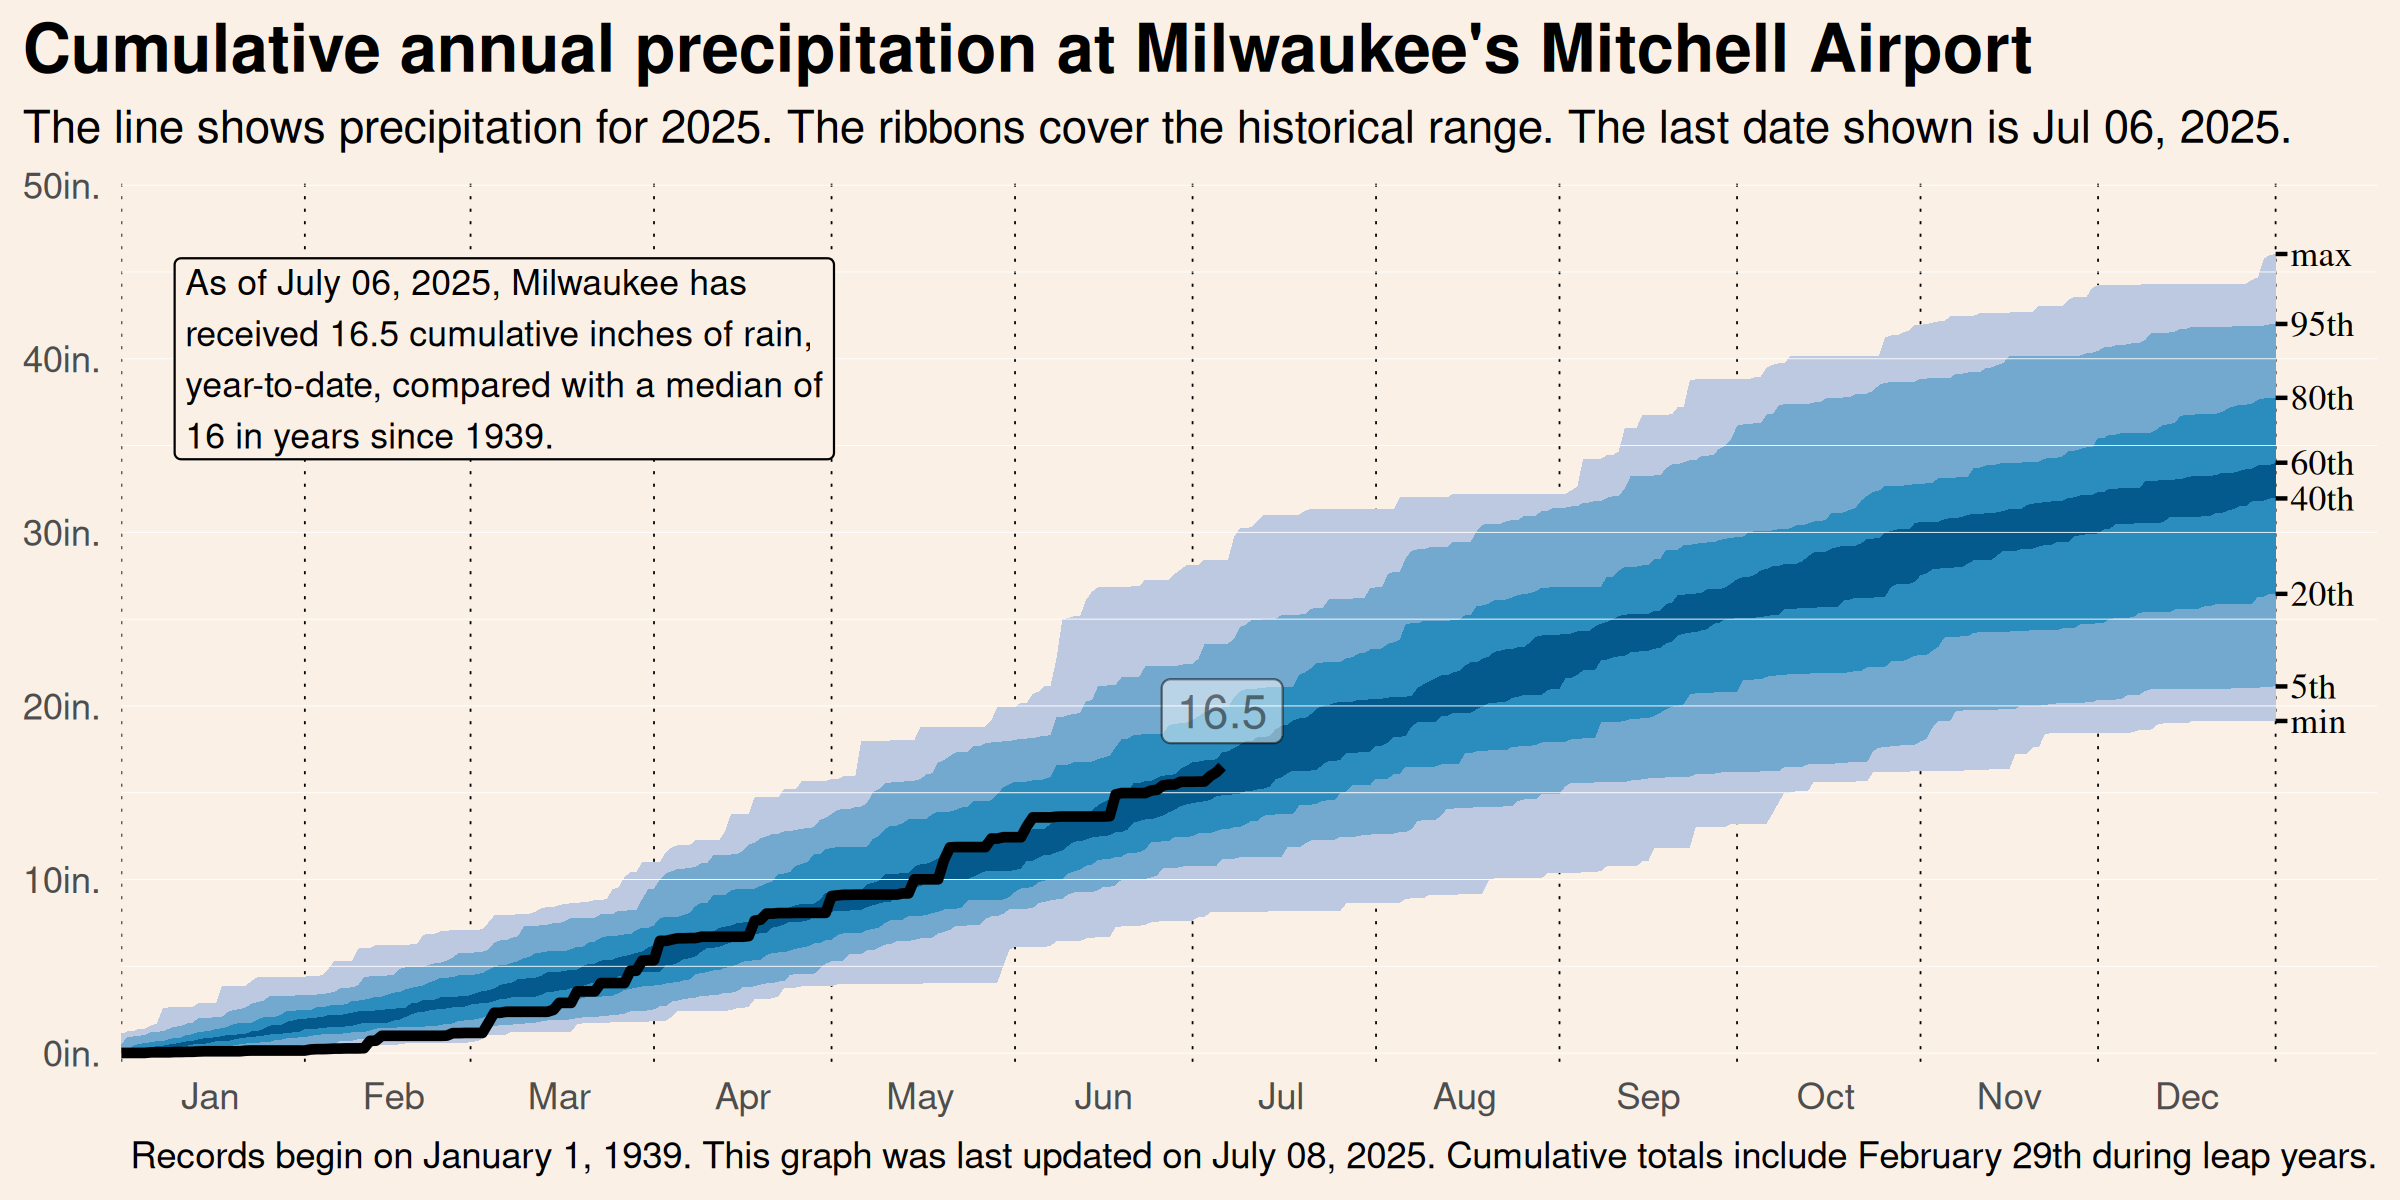 Cumulative annual precipitation at Milwaukee's Mitchell Airport
The line shows precipitation for 2025. The ribbons cover the historical range. The last date shown is Jul 06, 2025.
50in.
40in.
30in.
20in.
10in.
0in.
As of July 06, 2025, Milwaukee has
received 16.5 cumulative inches of rain,
year-to-date, compared with a median of
16 in years since 1939.
16.5
max
95th
80th
60th
40th
20th
5th
min
Jan Feb Mar Apr May Jun Jul Aug Sep Oct Nov Dec
Records begin on January 1, 1939. This graph was last updated on July 08, 2025. Cumulative totals include February 29th during leap years.